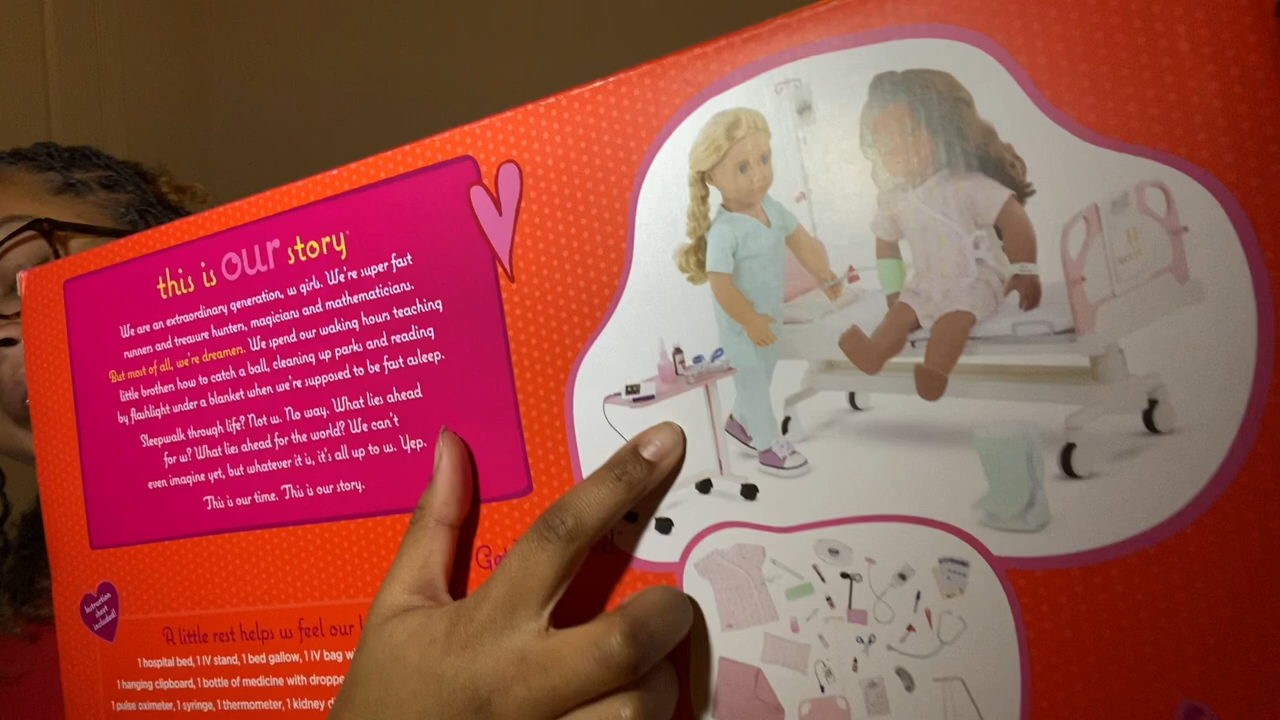 this is our story
We are an extraordinary generation, us girls. We're super fast
runners and treasure hunters, magicians and mathematicians.
But most of all, we're dreamers. We spend our waking hours teaching
little brothers how to catch a ball, cleaning up parks and reading
by flashlight under a blanket when we're supposed to be fast asleep.
Sleepwalk through life? Not us. No way. What lies ahead
for us? What lies ahead for the world? We can't
even imagine yet, but whatever it is, it's all up to us. Yep.
This is our time. This is our story.
Instruction
sheet
included!
A little rest helps us feel our
1 hospital bed, 1 IV stand, 1 bed gallow, 1 IV bag
1 hanging clipboard, 1 bottle of medicine with
1 pulse oximeter, 1 syringe, 1 thermometer, 1 kidney